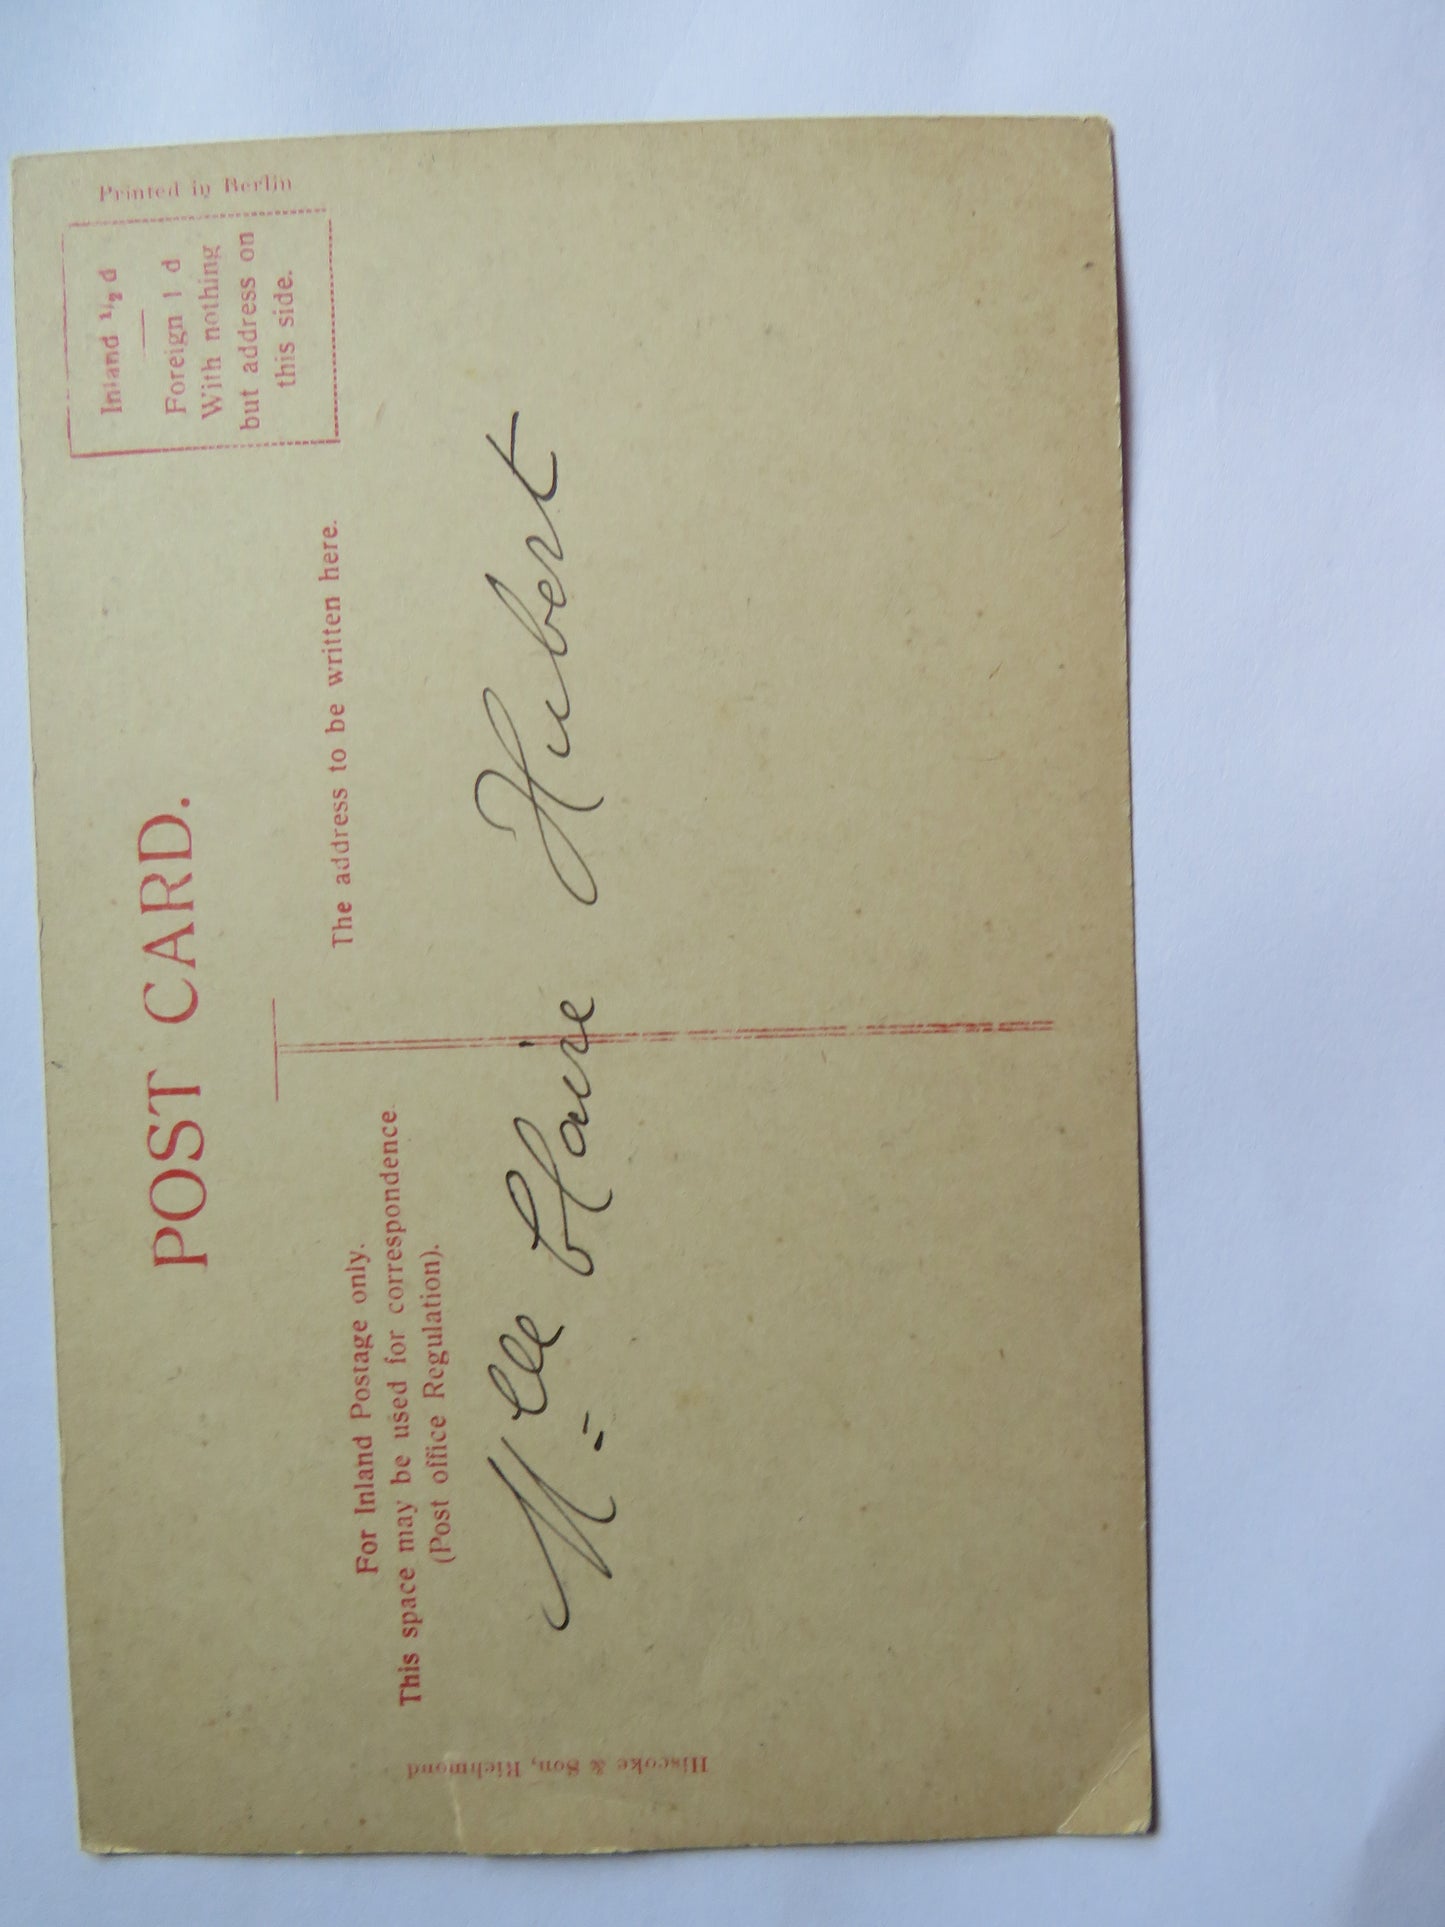 POST CARD.
Printed in Berlin
Inland ½ d
Foreign 1 d
With nothing
but address on
this side.
For Inland Postage only.
This space may be used for correspondence.
(Post office Regulation).
The address to be written here.
Mlle Claire Hubert
Hiscoke & Son, Richmond